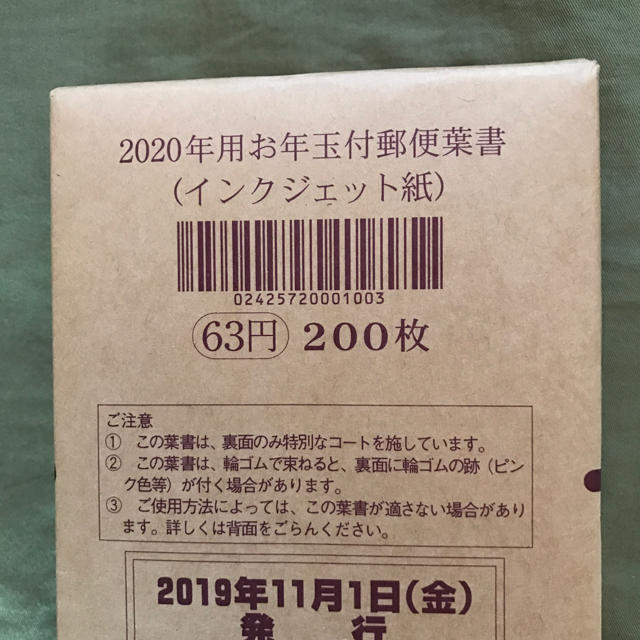 2020年用お年玉付郵便葉書
(インクジェット紙)
02425720001003
63円 200枚
ご注意
① この葉書は、裏面のみ特別なコートを施しています。
② この葉書は、輪ゴムで束ねると、裏面に輪ゴムの跡(ピン
ク色等)が付く場合があります。
③ ご使用方法によっては、この葉書が適さない場合があり
ます。詳しくは背面をごらんください。
2019年11月1日(金)
発行